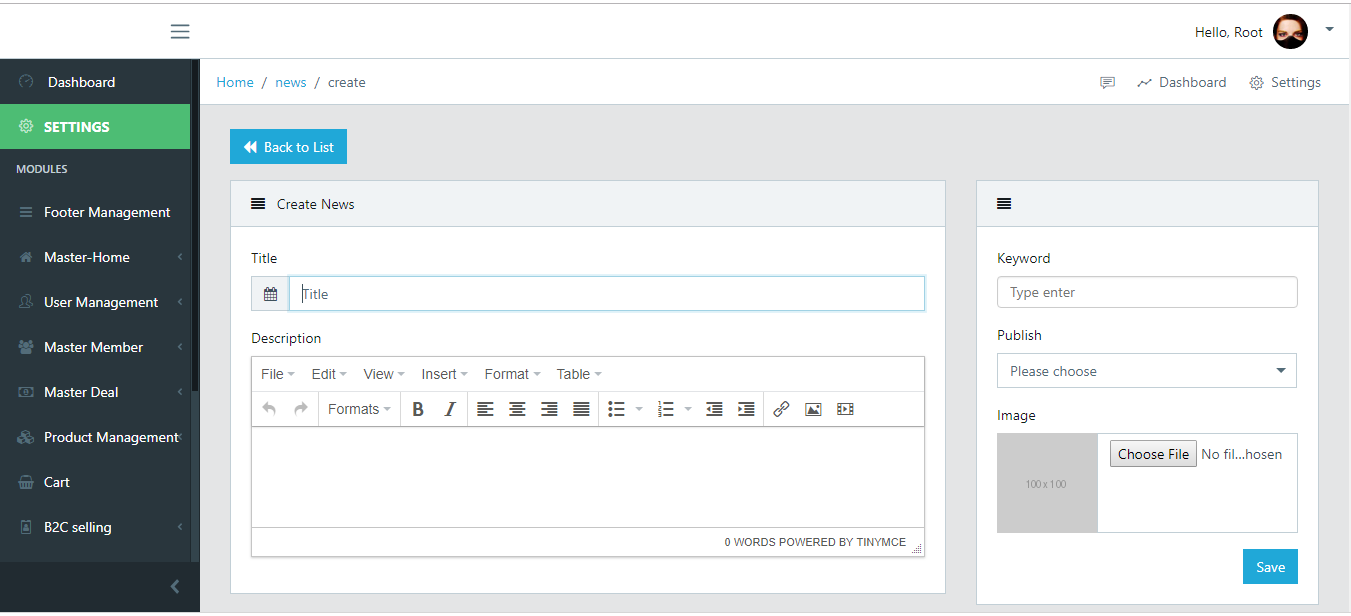 Hello, Root
Dashboard
SETTINGS
MODULES
Footer Management
Master-Home
User Management
Master Member
Master Deal
Product Management
Cart
B2C selling
Home / news / create
Dashboard
Settings
Back to List
Create News
Title
Title
Description
File Edit View Insert Format Table
Formats B I
0 WORDS POWERED BY TINYMCE
Keyword
Type enter
Publish
Please choose
Image
100 x 100
Choose File No fil...hosen
Save